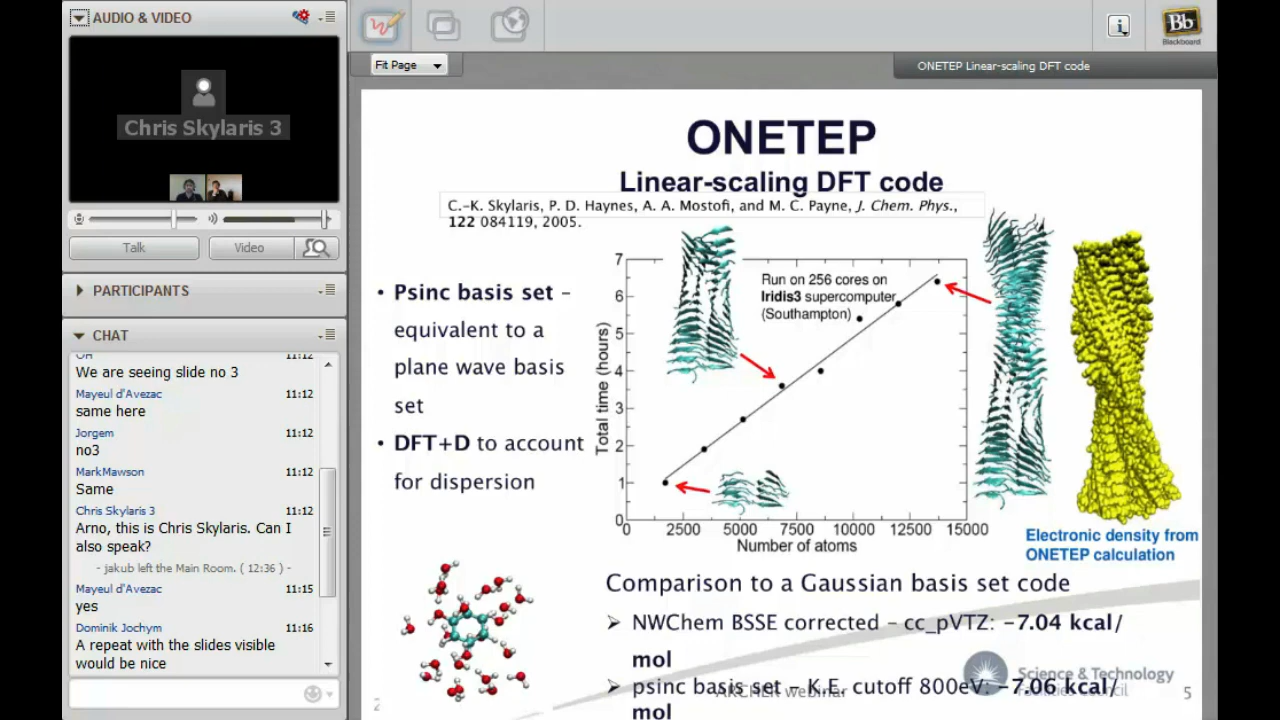 AUDIO & VIDEO
Chris Skylaris 3
Talk
Video
PARTICIPANTS
CHAT
11:12
We are seeing slide no 3
Mayeul d'Avezac 11:12
same here
Jorgem 11:12
no3
MarkMawson 11:12
Same
Chris Skylaris 3 11:12
Arno, this is Chris Skylaris. Can I
also speak?
- jakub left the Main Room. ( 12:36 ) -
Mayeul d'Avezac 11:15
yes
Dominik Jochym 11:16
A repeat with the slides visible
would be nice
Fit Page
Bb
Blackboard
ONETEP Linear-scaling DFT code
ONETEP
Linear-scaling DFT code
C.-K. Skylaris, P. D. Haynes, A. A. Mostofi, and M. C. Payne, J. Chem. Phys.,
122 084119, 2005.
• Psinc basis set –
equivalent to a
plane wave basis
set
• DFT+D to account
for dispersion
Total time (hours)
7
6
5
4
3
2
1
0
Run on 256 cores on
Iridis3 supercomputer
(Southampton)
0 2500 5000 7500 10000 12500 15000
Number of atoms
Electronic density from
ONETEP calculation
Comparison to a Gaussian basis set code
➢ NWChem BSSE corrected – cc_pVTZ: –7.04 kcal/
mol
➢ psinc basis set – K.E. cutoff 800eV: –7.06 kcal/
mol
ARCHER webinar
Science & Technology
Facilities Council
5